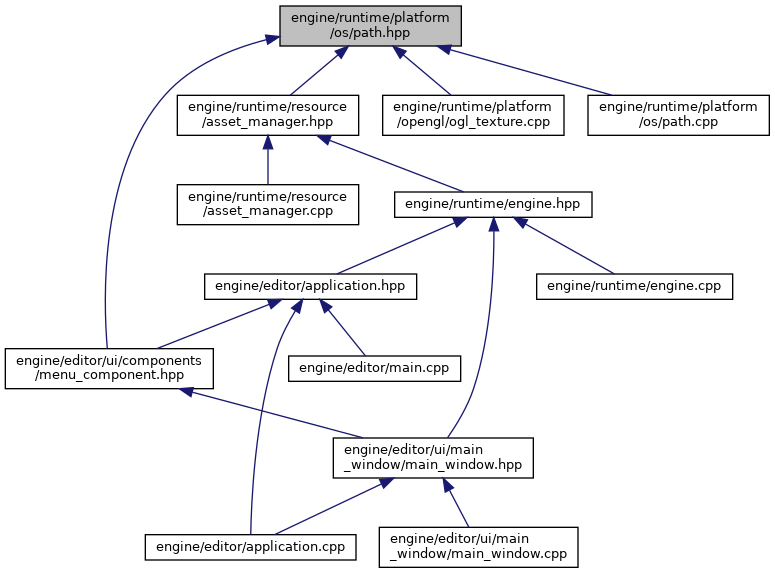 engine/runtime/platform
/os/path.hpp
engine/runtime/resource
/asset_manager.hpp
engine/runtime/platform
/opengl/ogl_texture.cpp
engine/runtime/platform
/os/path.cpp
engine/runtime/resource
/asset_manager.cpp
engine/runtime/engine.hpp
engine/editor/application.hpp
engine/runtime/engine.cpp
engine/editor/ui/components
/menu_component.hpp
engine/editor/main.cpp
engine/editor/ui/main
_window/main_window.hpp
engine/editor/application.cpp
engine/editor/ui/main
_window/main_window.cpp